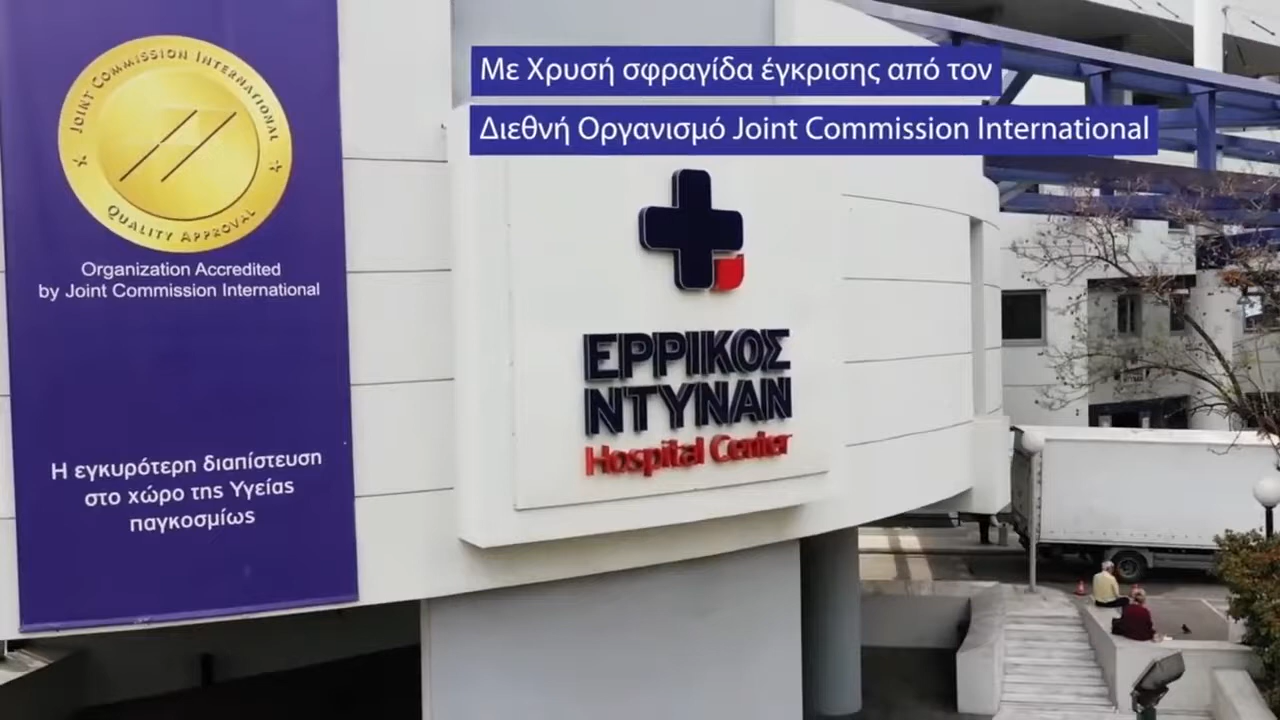 Με Χρυσή σφραγίδα έγκρισης από τον
Διεθνή Οργανισμό Joint Commission International
JOINT COMMISSION INTERNATIONAL
QUALITY APPROVAL
Organization Accredited
by Joint Commission International
Η εγκυρότερη διαπίστευση
στο χώρο της Υγείας
παγκοσμίως
ΕΡΡΙΚΟΣ
ΝΤΥΝΑΝ
Hospital Center